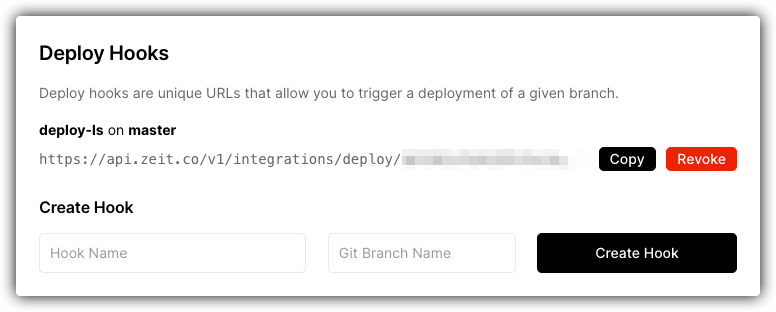 Deploy Hooks
Deploy hooks are unique URLs that allow you to trigger a deployment of a given branch.
deploy-ls on master
https://api.zeit.co/v1/integrations/deploy/ Copy Revoke
Create Hook
Hook Name Git Branch Name Create Hook